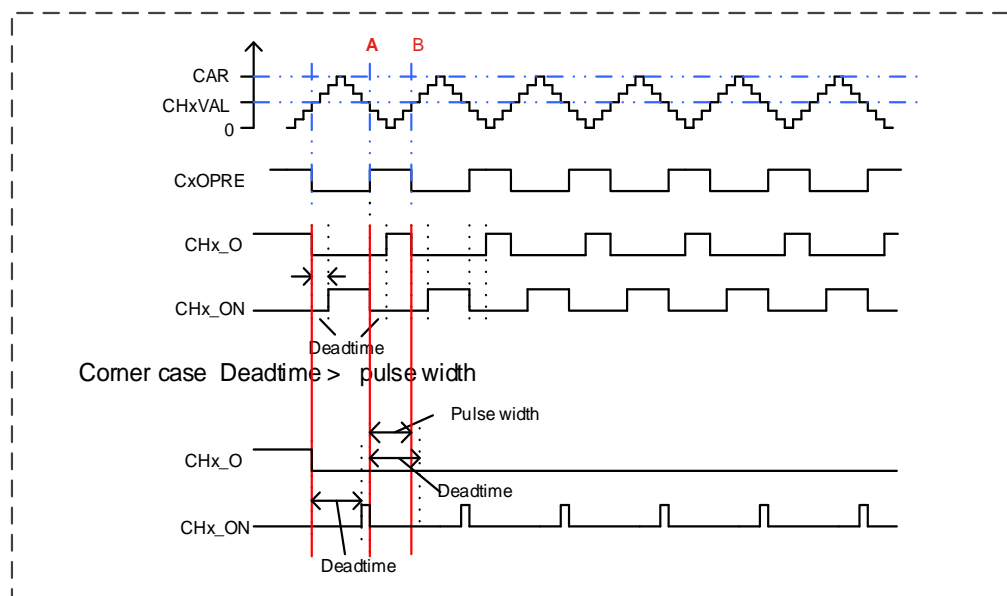 A B
CAR
CHxVAL
0
CxOPRE
CHx_O
CHx_ON
Deadtime
Corner case Deadtime > pulse width
Pulse width
CHx_O
Deadtime
CHx_ON
Deadtime